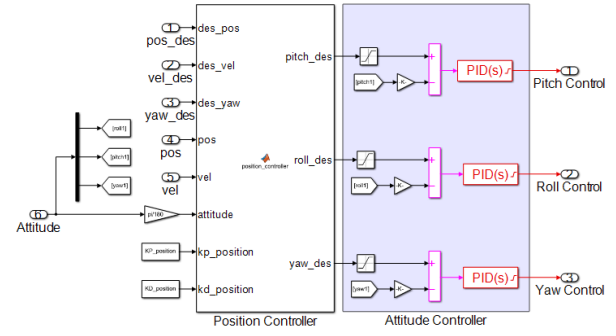 1
pos_des
2
vel_des
3
yaw_des
4
pos
5
vel
6
Attitude
[roll1]
[pitch1]
[yaw1]
pi/180
KP_position
KD_position
des_pos
des_vel
des_yaw
pos
vel
attitude
kp_position
kd_position
position_controller
pitch_des
roll_des
yaw_des
Position Controller
[pitch1]
-K-
+
−
PID(s)
1
Pitch Control
[roll1]
-K-
+
−
PID(s)
2
Roll Control
[yaw1]
-K-
+
−
PID(s)
3
Yaw Control
Attitude Controller